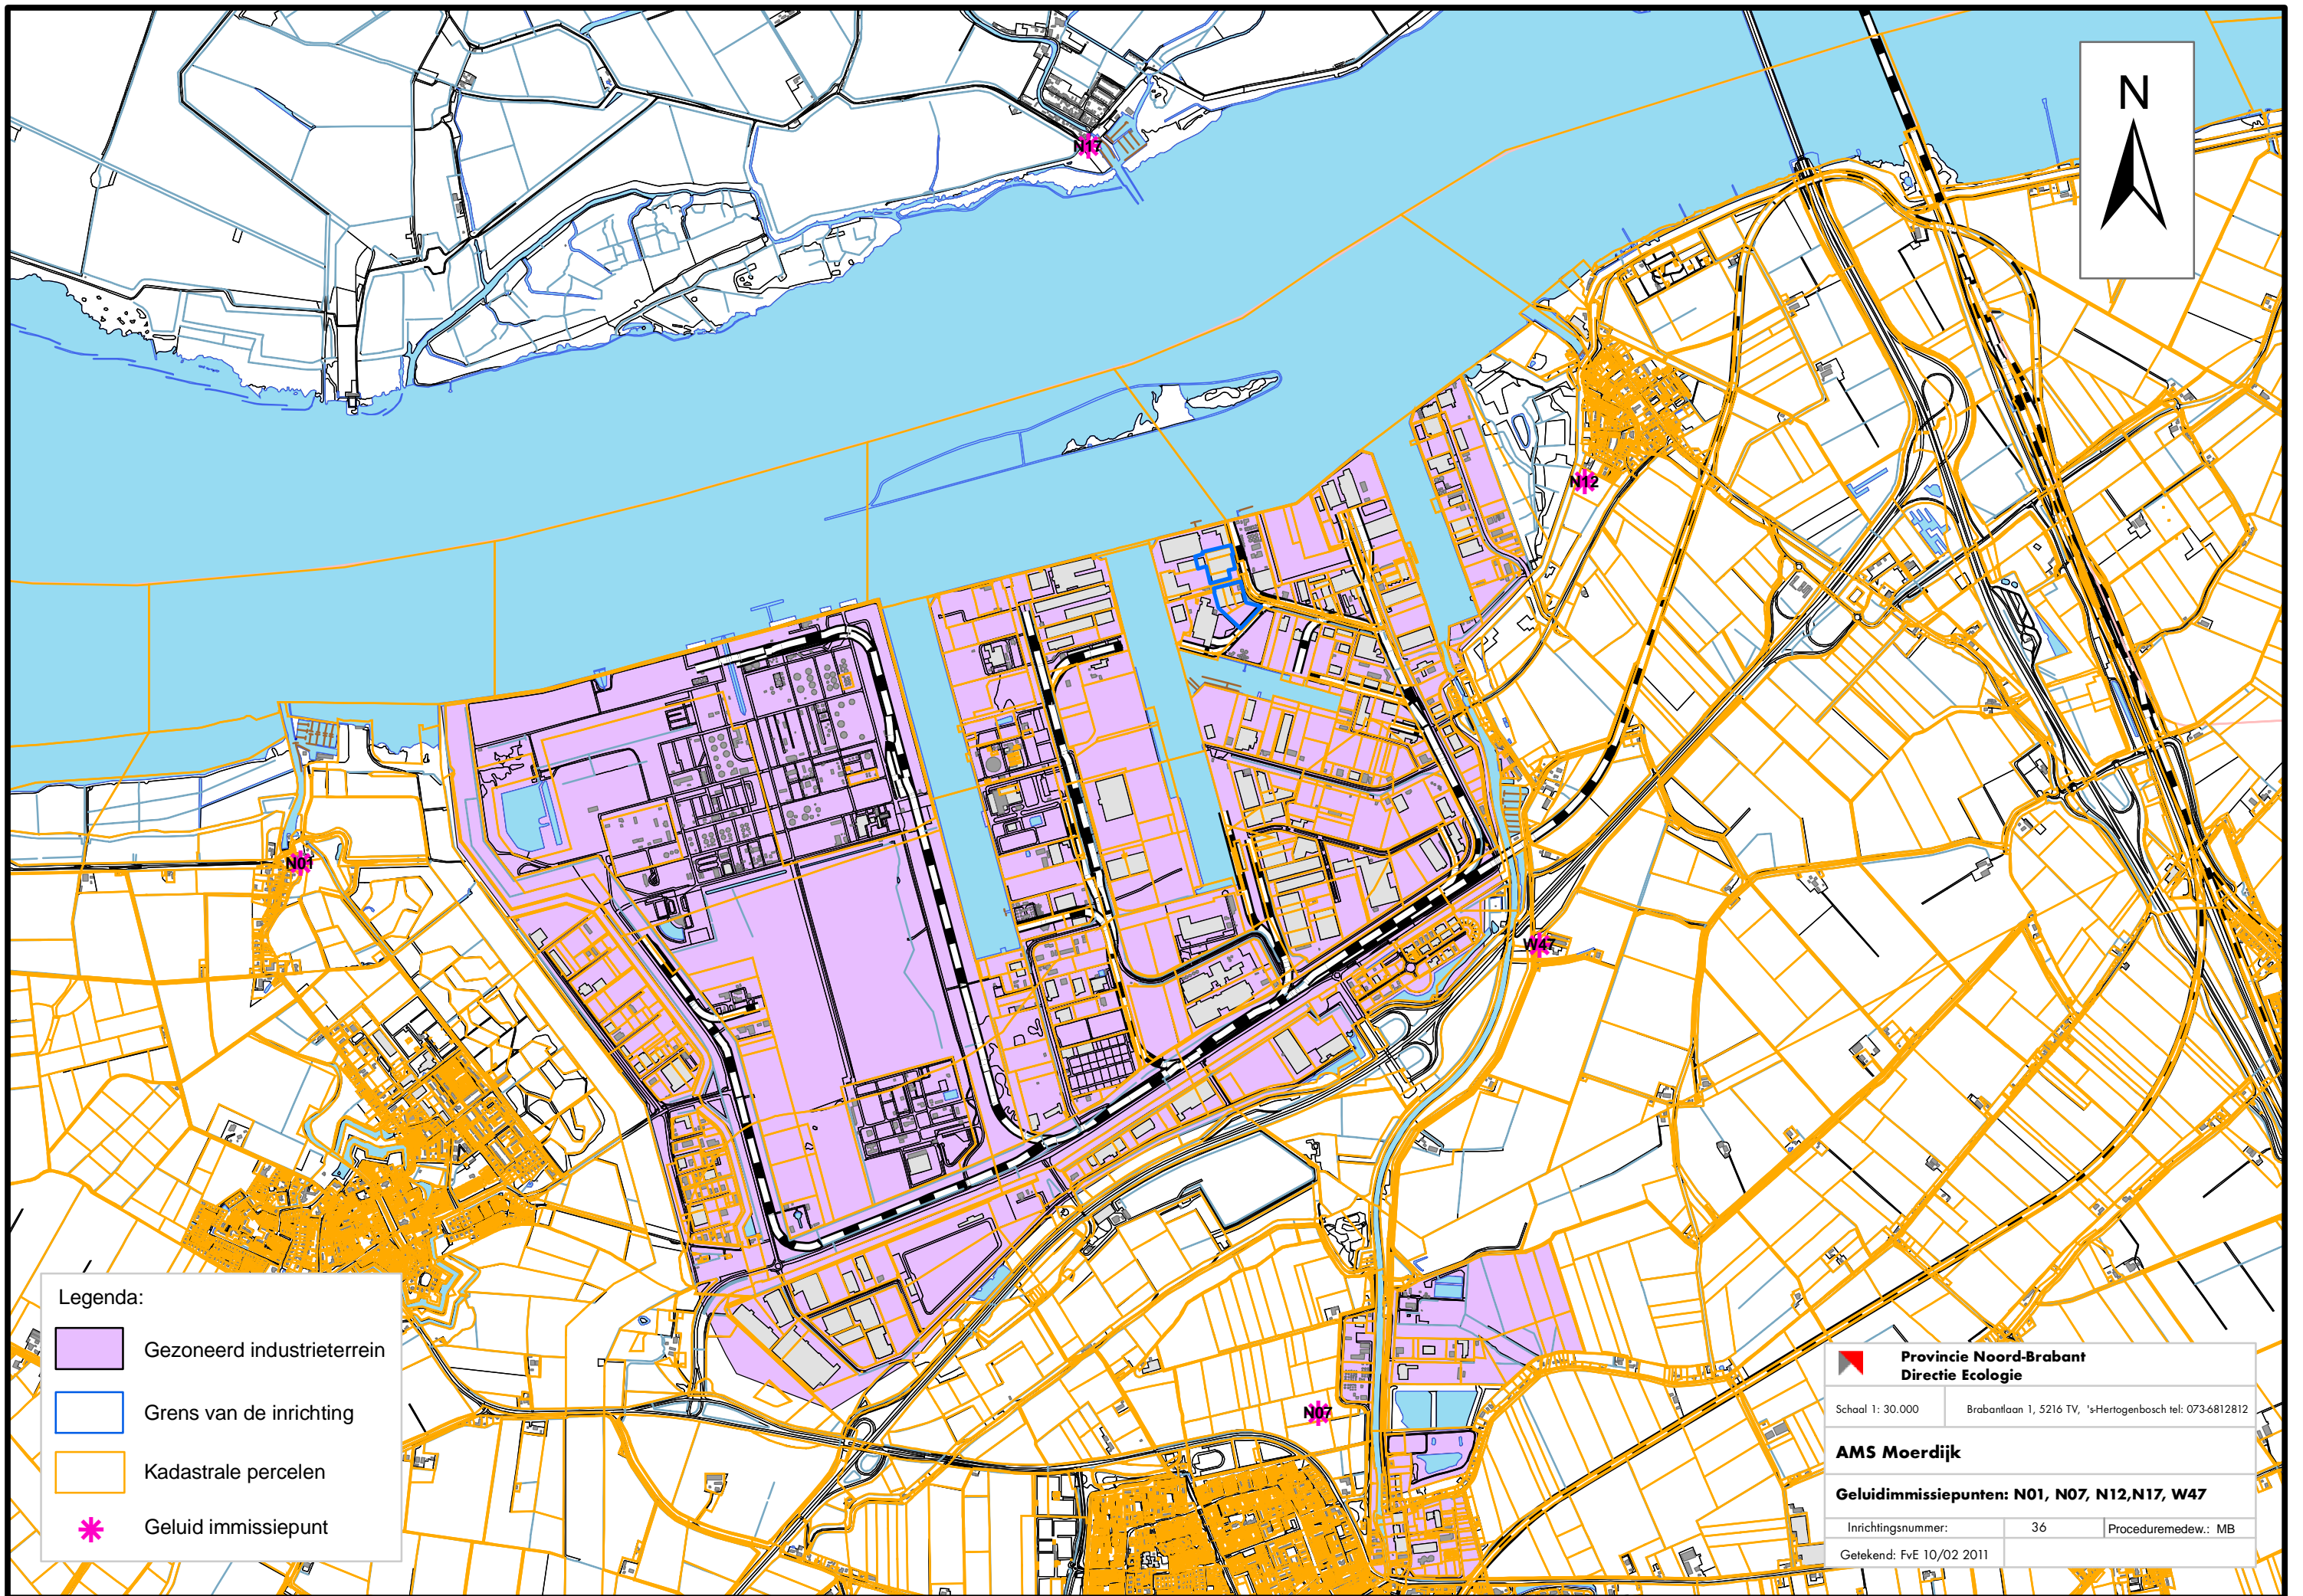 N
N17
N12
N01
W47
N07
Legenda:
Gezoneerd industrieterrein
Grens van de inrichting
Kadastrale percelen
Geluid immissiepunt
Provincie Noord-Brabant
Directie Ecologie
Schaal 1: 30.000 Brabantlaan 1, 5216 TV, 's-Hertogenbosch tel: 073-6812812
AMS Moerdijk
Geluidimmissiepunten: N01, N07, N12,N17, W47
Inrichtingsnummer: 36 Proceduremedew.: MB
Getekend: FvE 10/02 2011